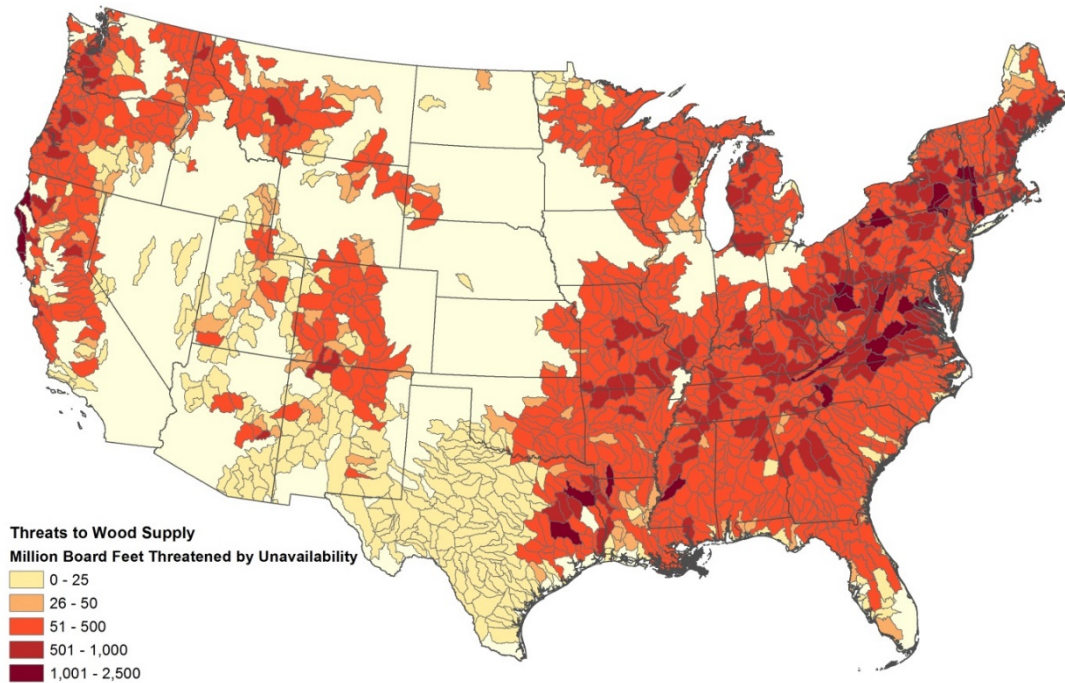 Threats to Wood Supply
Million Board Feet Threatened by Unavailability
0 - 25
26 - 50
51 - 500
501 - 1,000
1,001 - 2,500